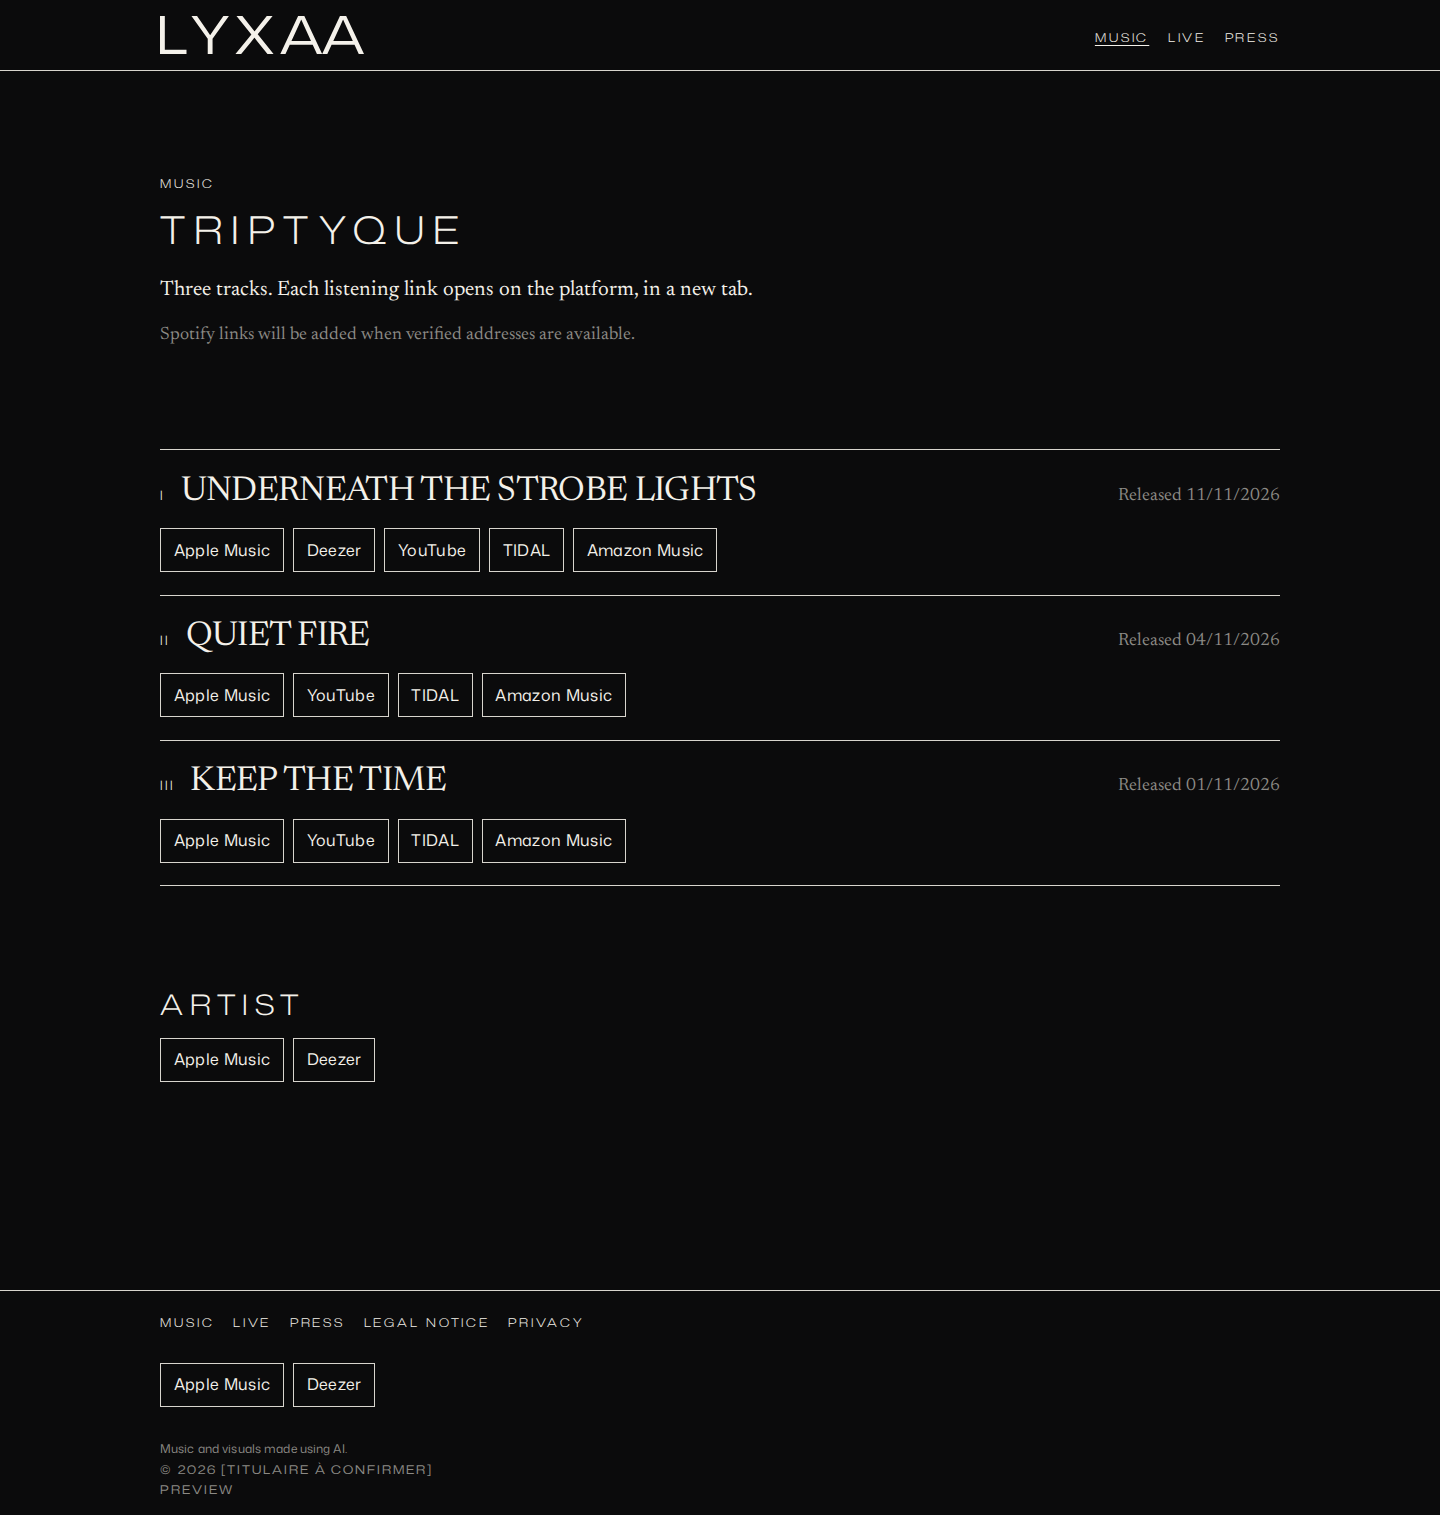 LYXAA
MUSIC LIVE PRESS
MUSIC
TRIPTYQUE
Three tracks. Each listening link opens on the platform, in a new tab.
Spotify links will be added when verified addresses are available.
I UNDERNEATH THE STROBE LIGHTS Released 11/11/2026
Apple Music Deezer YouTube TIDAL Amazon Music
II QUIET FIRE Released 04/11/2026
Apple Music YouTube TIDAL Amazon Music
III KEEP THE TIME Released 01/11/2026
Apple Music YouTube TIDAL Amazon Music
ARTIST
Apple Music Deezer
MUSIC LIVE PRESS LEGAL NOTICE PRIVACY
Apple Music Deezer
Music and visuals made using AI.
© 2026 [TITULAIRE À CONFIRMER]
PREVIEW